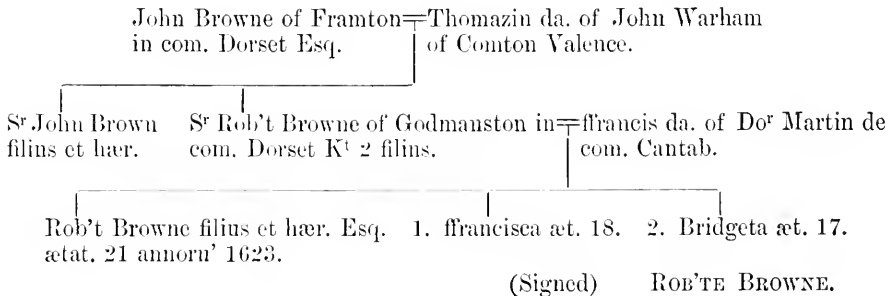 John Browne of Framton=Thomazin da. of John Warham
in com. Dorset Esq. of Comton Valence.
Sʳ John Brown Sʳ Rob't Browne of Godmanston in=ffrancis da. of Doʳ Martin de
filius et hær. com. Dorset Kᵗ 2 filius. com. Cantab.
Rob't Browne filius et hær. Esq. 1. ffrancisca æt. 18. 2. Bridgeta æt. 17.
ætat. 21 annoru' 1623.
(Signed) ROB'TE BROWNE.